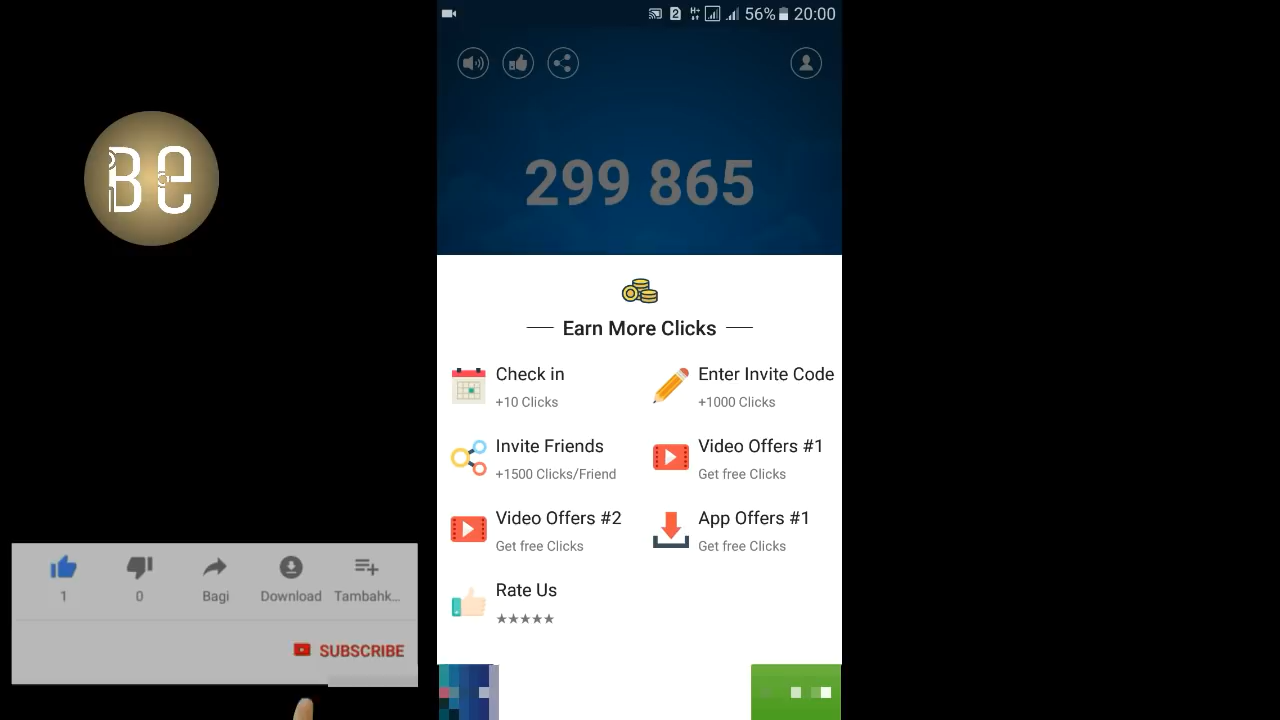 56% 20:00
Be
299 865
Earn More Clicks
Check in
+10 Clicks
Enter Invite Code
+1000 Clicks
Invite Friends
+1500 Clicks/Friend
Video Offers #1
Get free Clicks
Video Offers #2
Get free Clicks
App Offers #1
Get free Clicks
Rate Us
★★★★★
1
0
Bagi
Download
Tambahk...
SUBSCRIBE